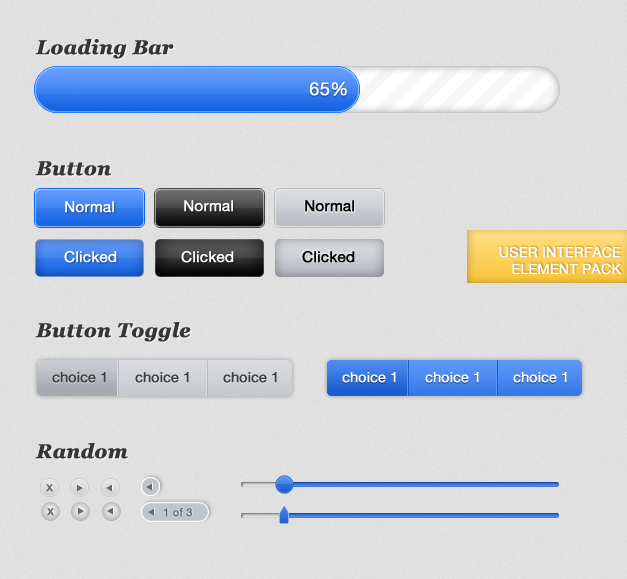 Loading Bar
65%
Button
Normal Normal Normal
Clicked Clicked Clicked
USER INTERFACE
ELEMENT PACK
Button Toggle
choice 1 choice 1 choice 1 choice 1 choice 1 choice 1
Random
x
x 1 of 3